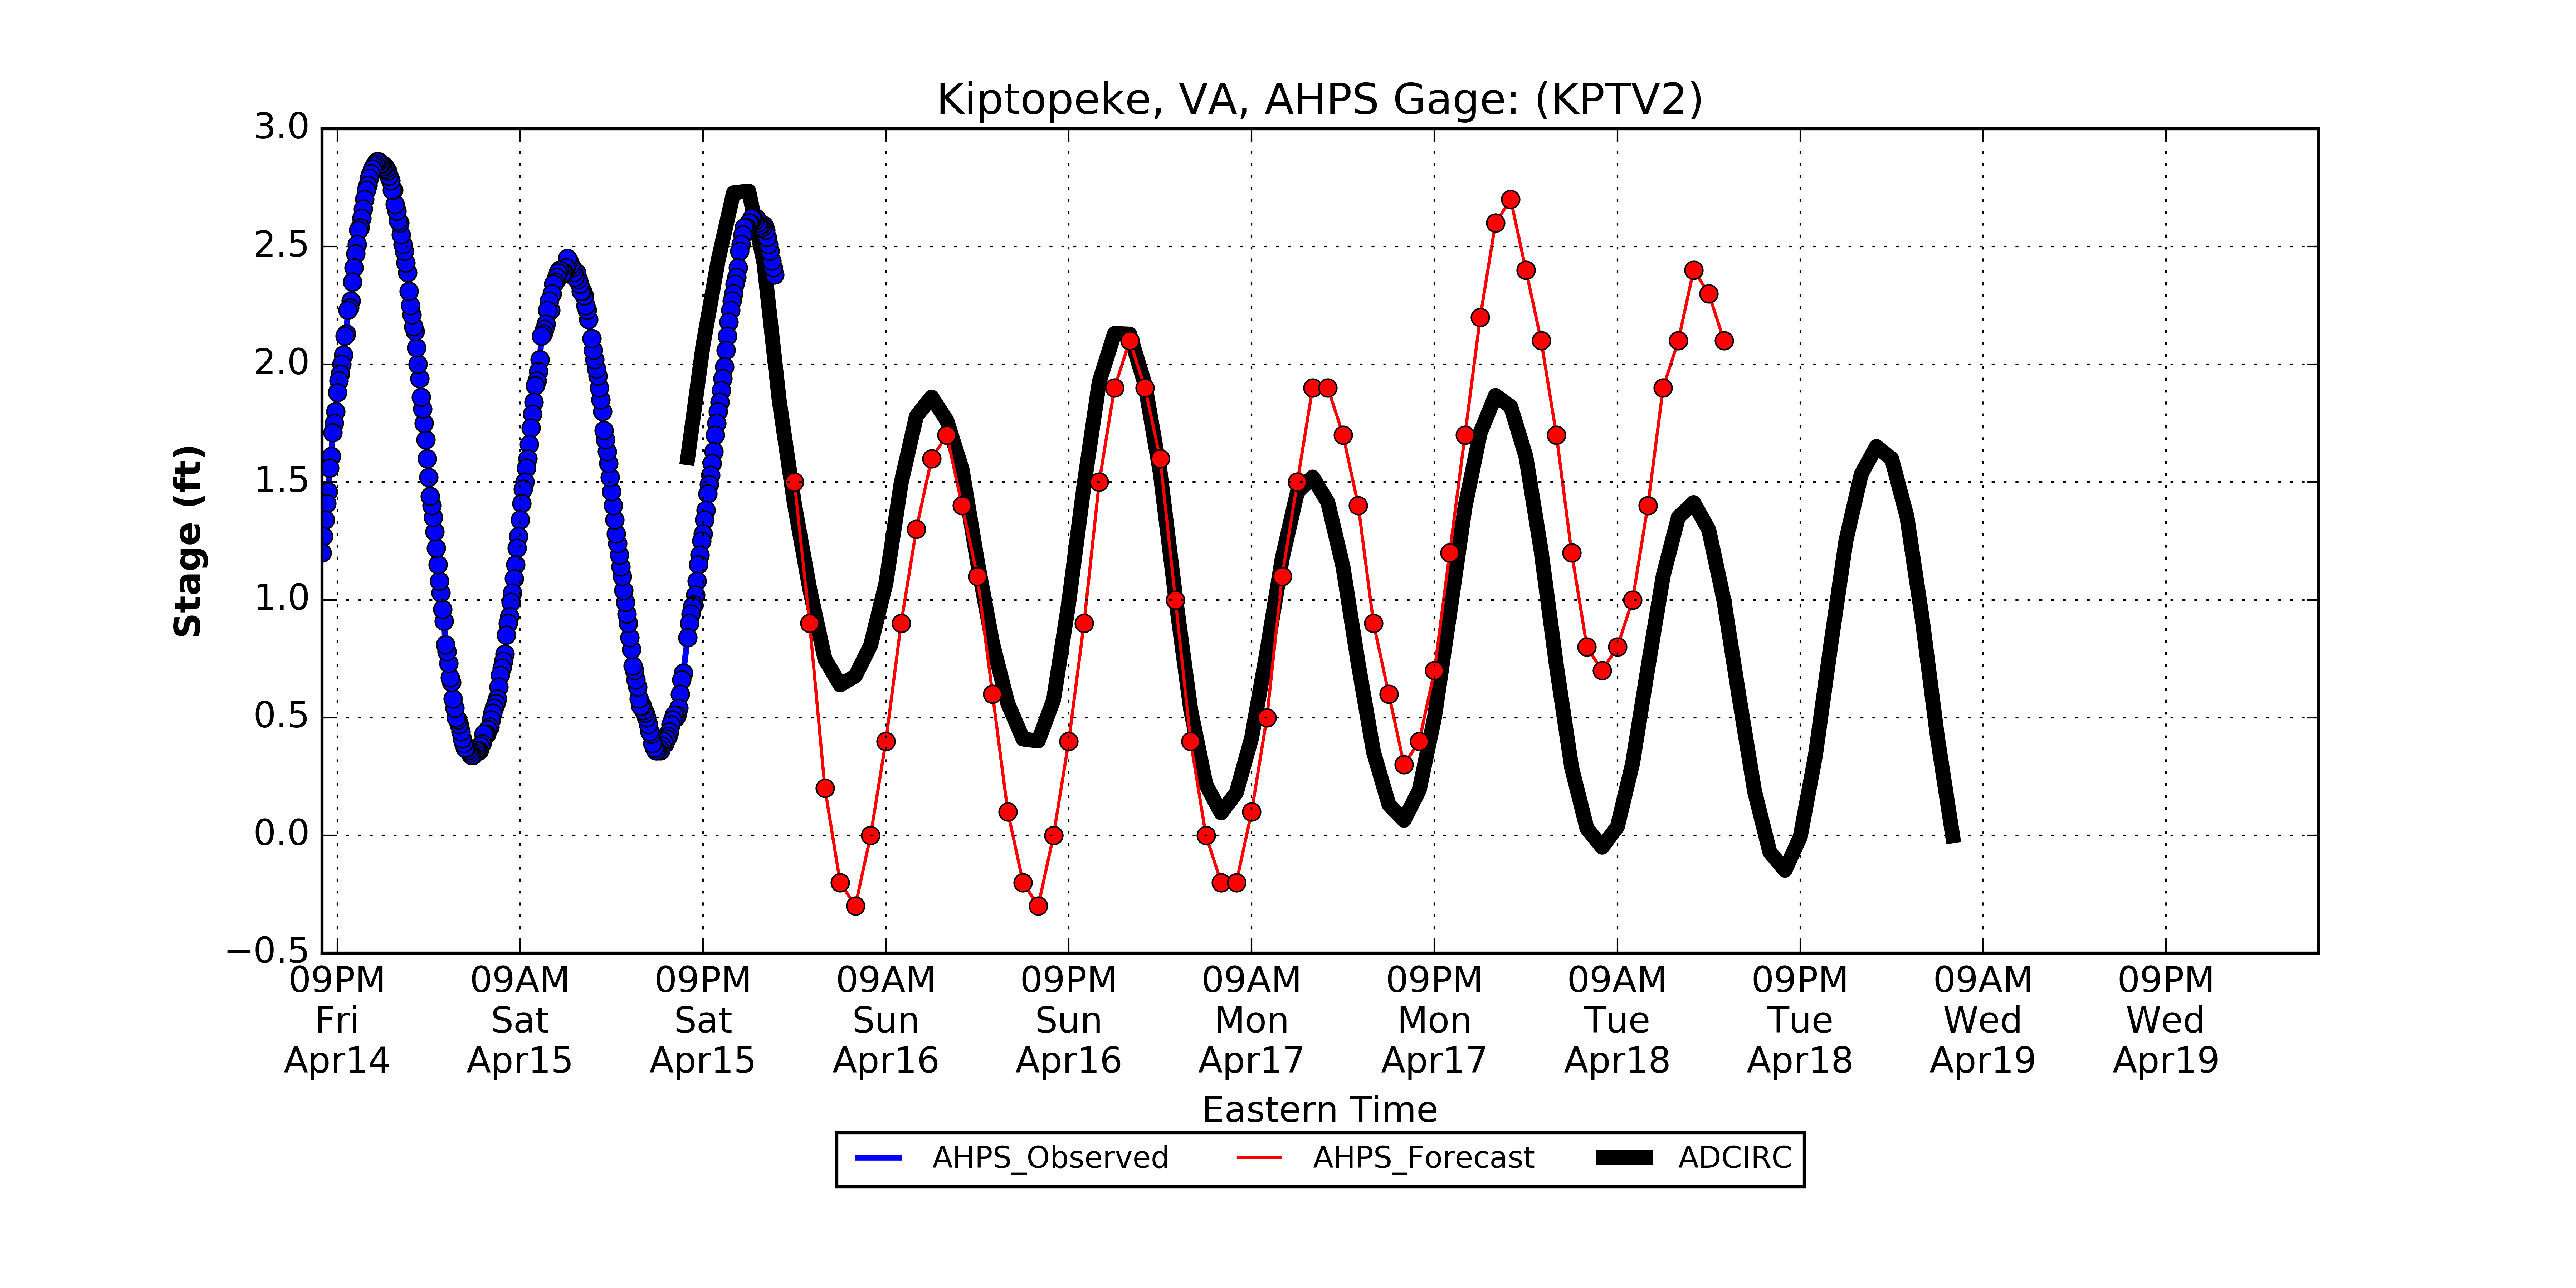 Kiptopeke, VA, AHPS Gage: (KPTV2)
3.0
2.5
2.0
1.5
1.0
0.5
0.0
−0.5
Stage (ft)
09PM 09AM 09PM 09AM 09PM 09AM 09PM 09AM 09PM 09AM 09PM
Fri Sat Sat Sun Sun Mon Mon Tue Tue Wed Wed
Apr14 Apr15 Apr15 Apr16 Apr16 Apr17 Apr17 Apr18 Apr18 Apr19 Apr19
Eastern Time
AHPS_Observed AHPS_Forecast ADCIRC